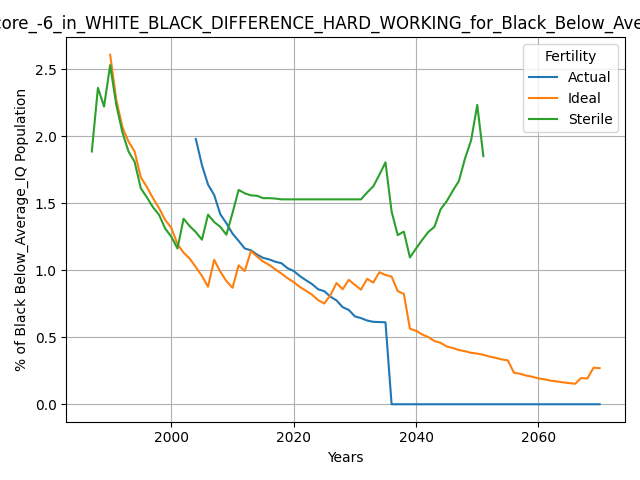 core_-6_in_WHITE_BLACK_DIFFERENCE_HARD_WORKING_for_Black_Below_Ave
Fertility
Actual
Ideal
Sterile
% of Black Below_Average_IQ Population
2.5
2.0
1.5
1.0
0.5
0.0
2000
2020
2040
2060
Years